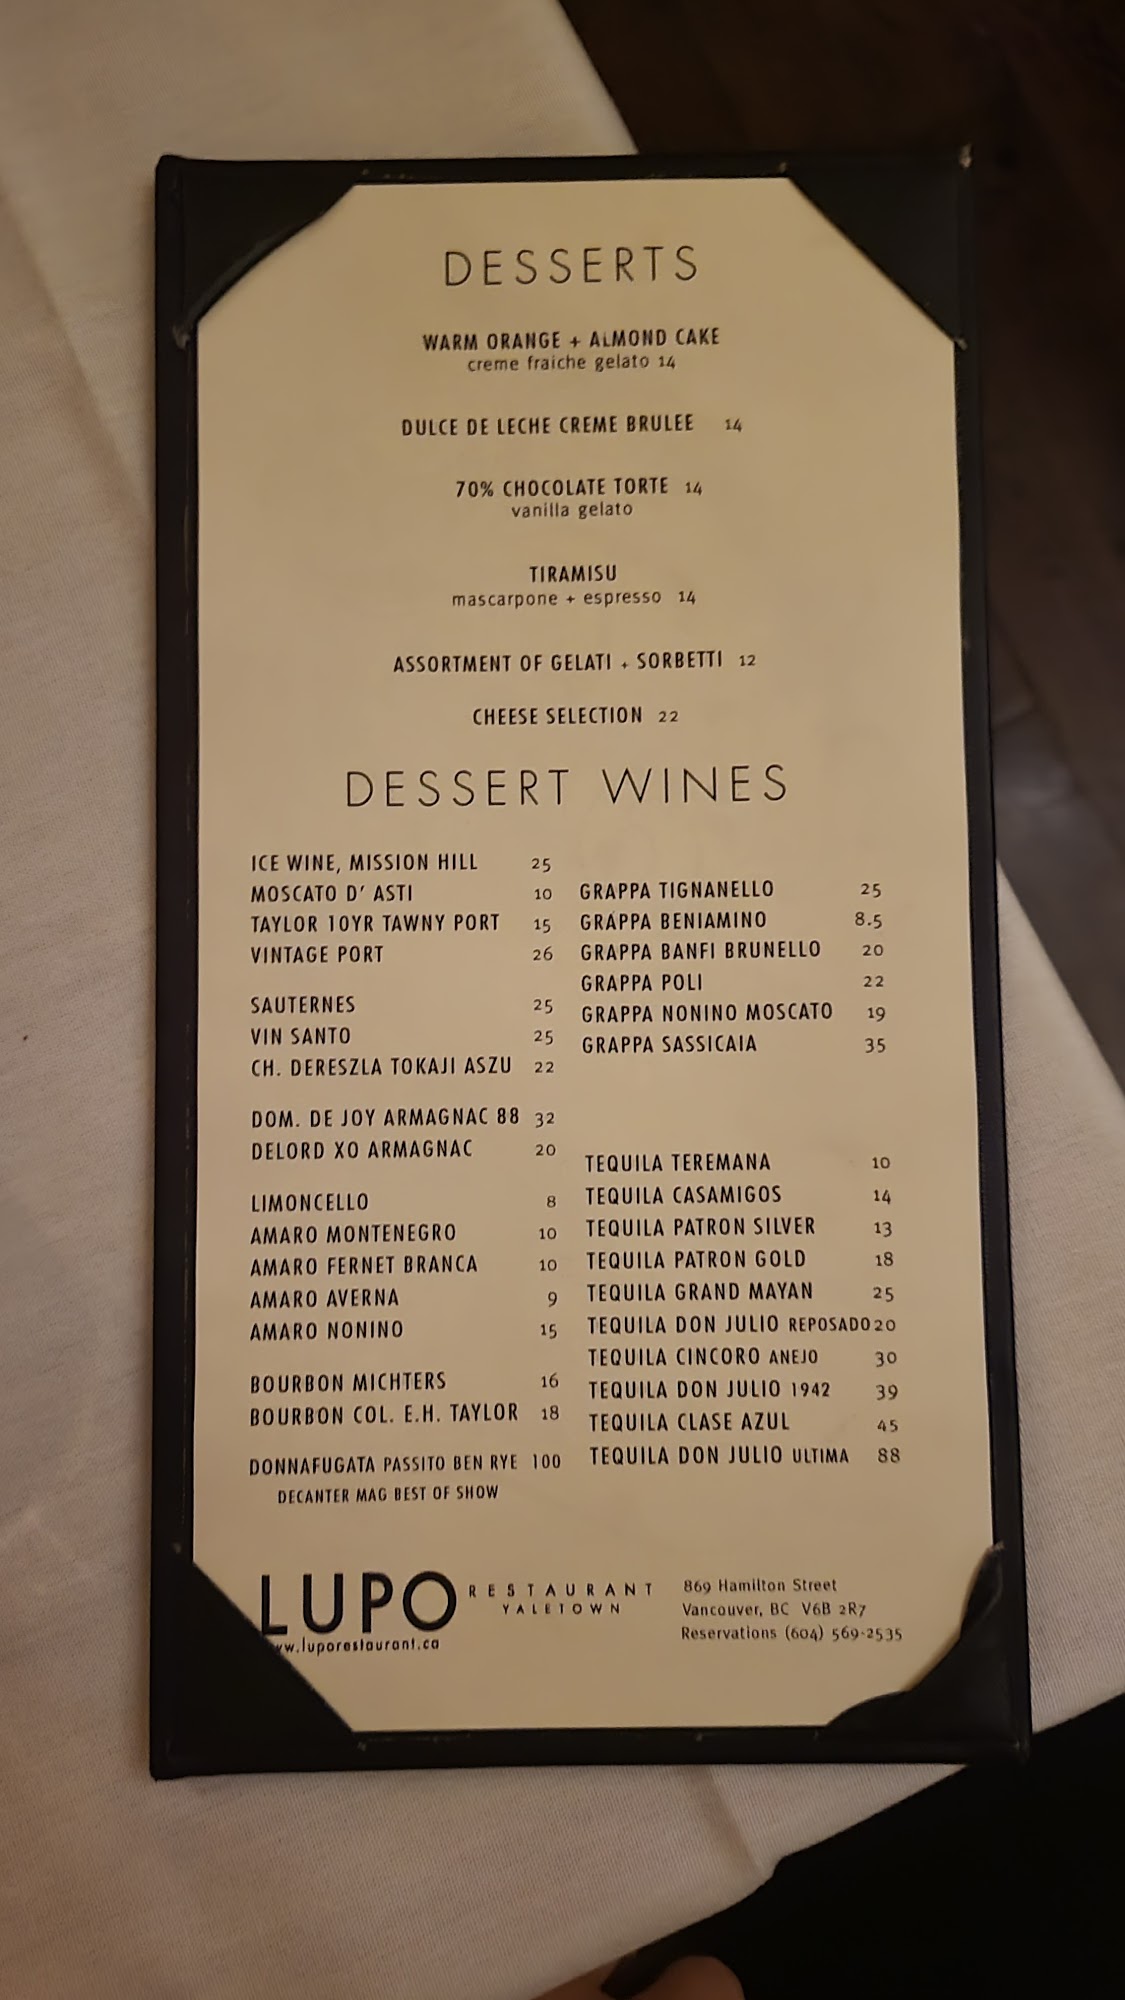 DESSERTS
WARM ORANGE + ALMOND CAKE
creme fraiche gelato 14
DULCE DE LECHE CREME BRULEE 14
70% CHOCOLATE TORTE 14
vanilla gelato
TIRAMISU
mascarpone + espresso 14
ASSORTMENT OF GELATI + SORBETTI 12
CHEESE SELECTION 22
DESSERT WINES
ICE WINE, MISSION HILL 25
MOSCATO D' ASTI 10
TAYLOR 10YR TAWNY PORT 15
VINTAGE PORT 26
SAUTERNES 25
VIN SANTO 25
CH. DERESZLA TOKAJI ASZU 22
DOM. DE JOY ARMAGNAC 88 32
DELORD XO ARMAGNAC 20
LIMONCELLO 8
AMARO MONTENEGRO 10
AMARO FERNET BRANCA 10
AMARO AVERNA 9
AMARO NONINO 15
BOURBON MICHTERS 16
BOURBON COL. E.H. TAYLOR 18
DONNAFUGATA PASSITO BEN RYE 100
DECANTER MAG BEST OF SHOW
GRAPPA TIGNANELLO 25
GRAPPA BENIAMINO 8.5
GRAPPA BANFI BRUNELLO 20
GRAPPA POLI 22
GRAPPA NONINO MOSCATO 19
GRAPPA SASSICAIA 35
TEQUILA TEREMANA 10
TEQUILA CASAMIGOS 14
TEQUILA PATRON SILVER 13
TEQUILA PATRON GOLD 18
TEQUILA GRAND MAYAN 25
TEQUILA DON JULIO REPOSADO 20
TEQUILA CINCORO ANEJO 30
TEQUILA DON JULIO 1942 39
TEQUILA CLASE AZUL 45
TEQUILA DON JULIO ULTIMA 88
LUPO RESTAURANT
YALETOWN
ww.luporestaurant.ca
869 Hamilton Street
Vancouver, BC V6B 2R7
Reservations (604) 569-2535